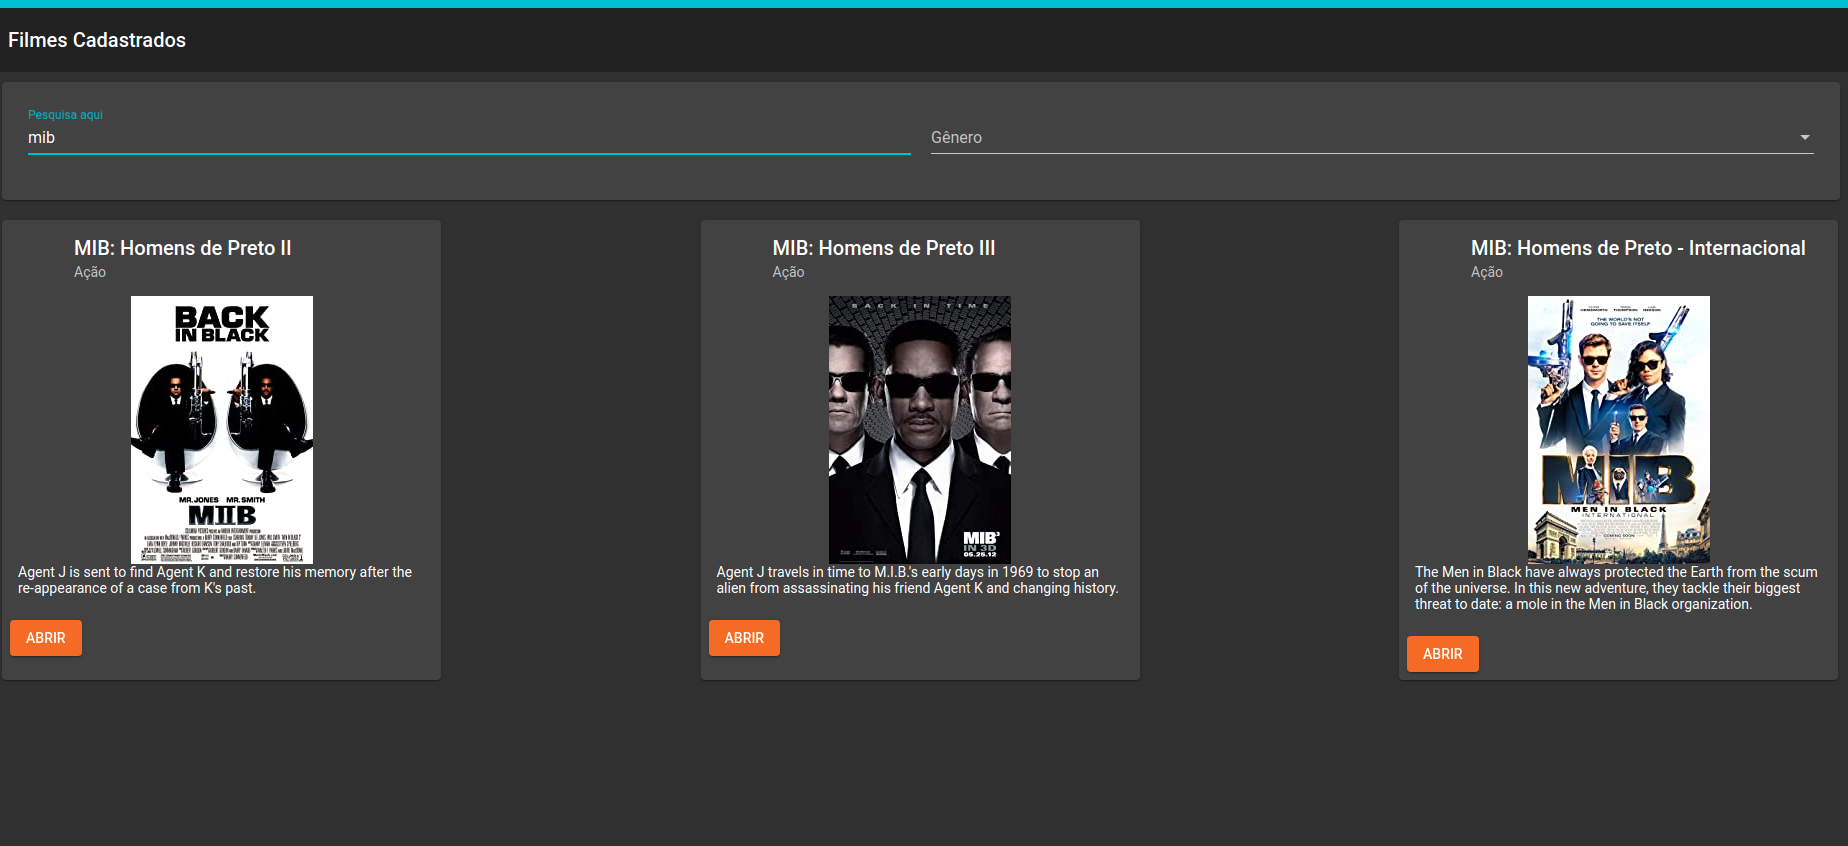 Filmes Cadastrados
Pesquisa aqui
mib
Gênero
MIB: Homens de Preto II
Ação
BACK
IN BLACK
MR. JONES MR. SMITH
MIIB
Agent J is sent to find Agent K and restore his memory after the
re-appearance of a case from K's past.
ABRIR
MIB: Homens de Preto III
Ação
BACK IN TIME
MIB³
IN 3D
05.25.12
Agent J travels in time to M.I.B.'s early days in 1969 to stop an
alien from assassinating his friend Agent K and changing history.
ABRIR
MIB: Homens de Preto - Internacional
Ação
HEMSWORTH THOMPSON NEESON
THE WORLD'S NOT
GOING TO SAVE ITSELF
MIB
MEN IN BLACK
INTERNATIONAL
COMING SOON
The Men in Black have always protected the Earth from the scum
of the universe. In this new adventure, they tackle their biggest
threat to date: a mole in the Men in Black organization.
ABRIR